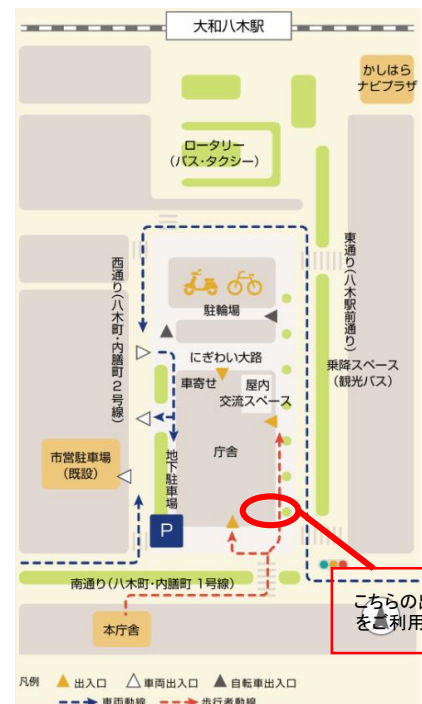 大和八木駅
かしはら
ナビプラザ
ロータリー
(バス・タクシー)
西通り(八木町・内膳町2号線)
東通り(八木駅前通り)
駐輪場
にぎわい大路
車寄せ
屋内
交流スペース
乗降スペース
(観光バス)
庁舎
市営駐車場
(既設)
地下駐車場
P
南通り(八木町・内膳町 1号線)
本庁舎
こちらの
をご利用
凡例 出入口 車両出入口 自転車出入口
車両動線 歩行者動線